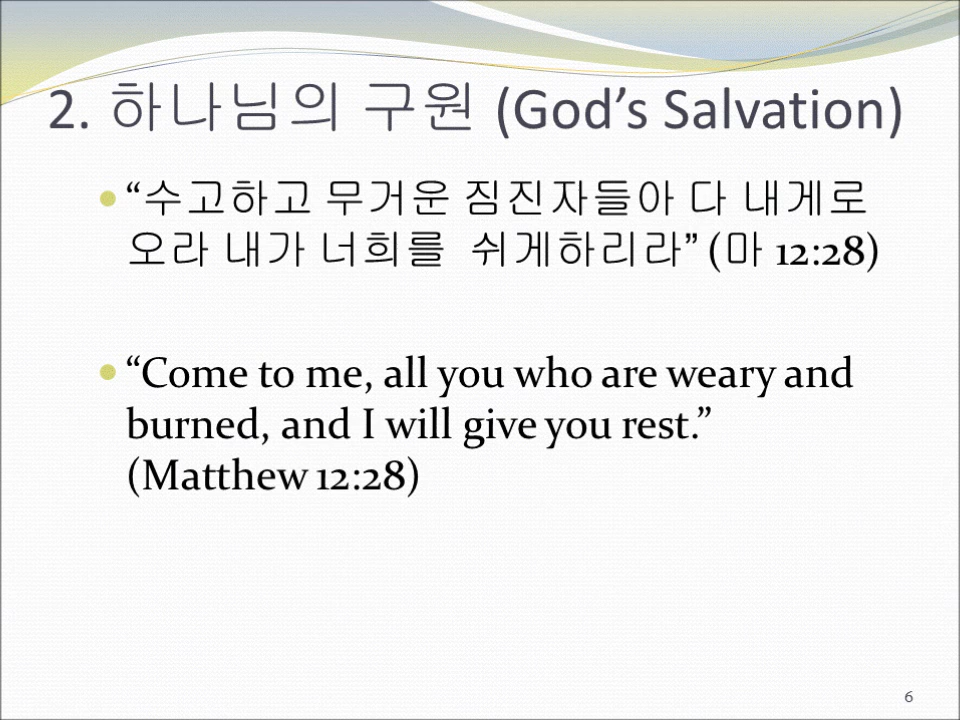 2. 하나님의 구원 (God’s Salvation)
“수고하고 무거운 짐진자들아 다 내게로
오라 내가 너희를 쉬게하리라” (마 12:28)
“Come to me, all you who are weary and
burned, and I will give you rest.”
(Matthew 12:28)
6